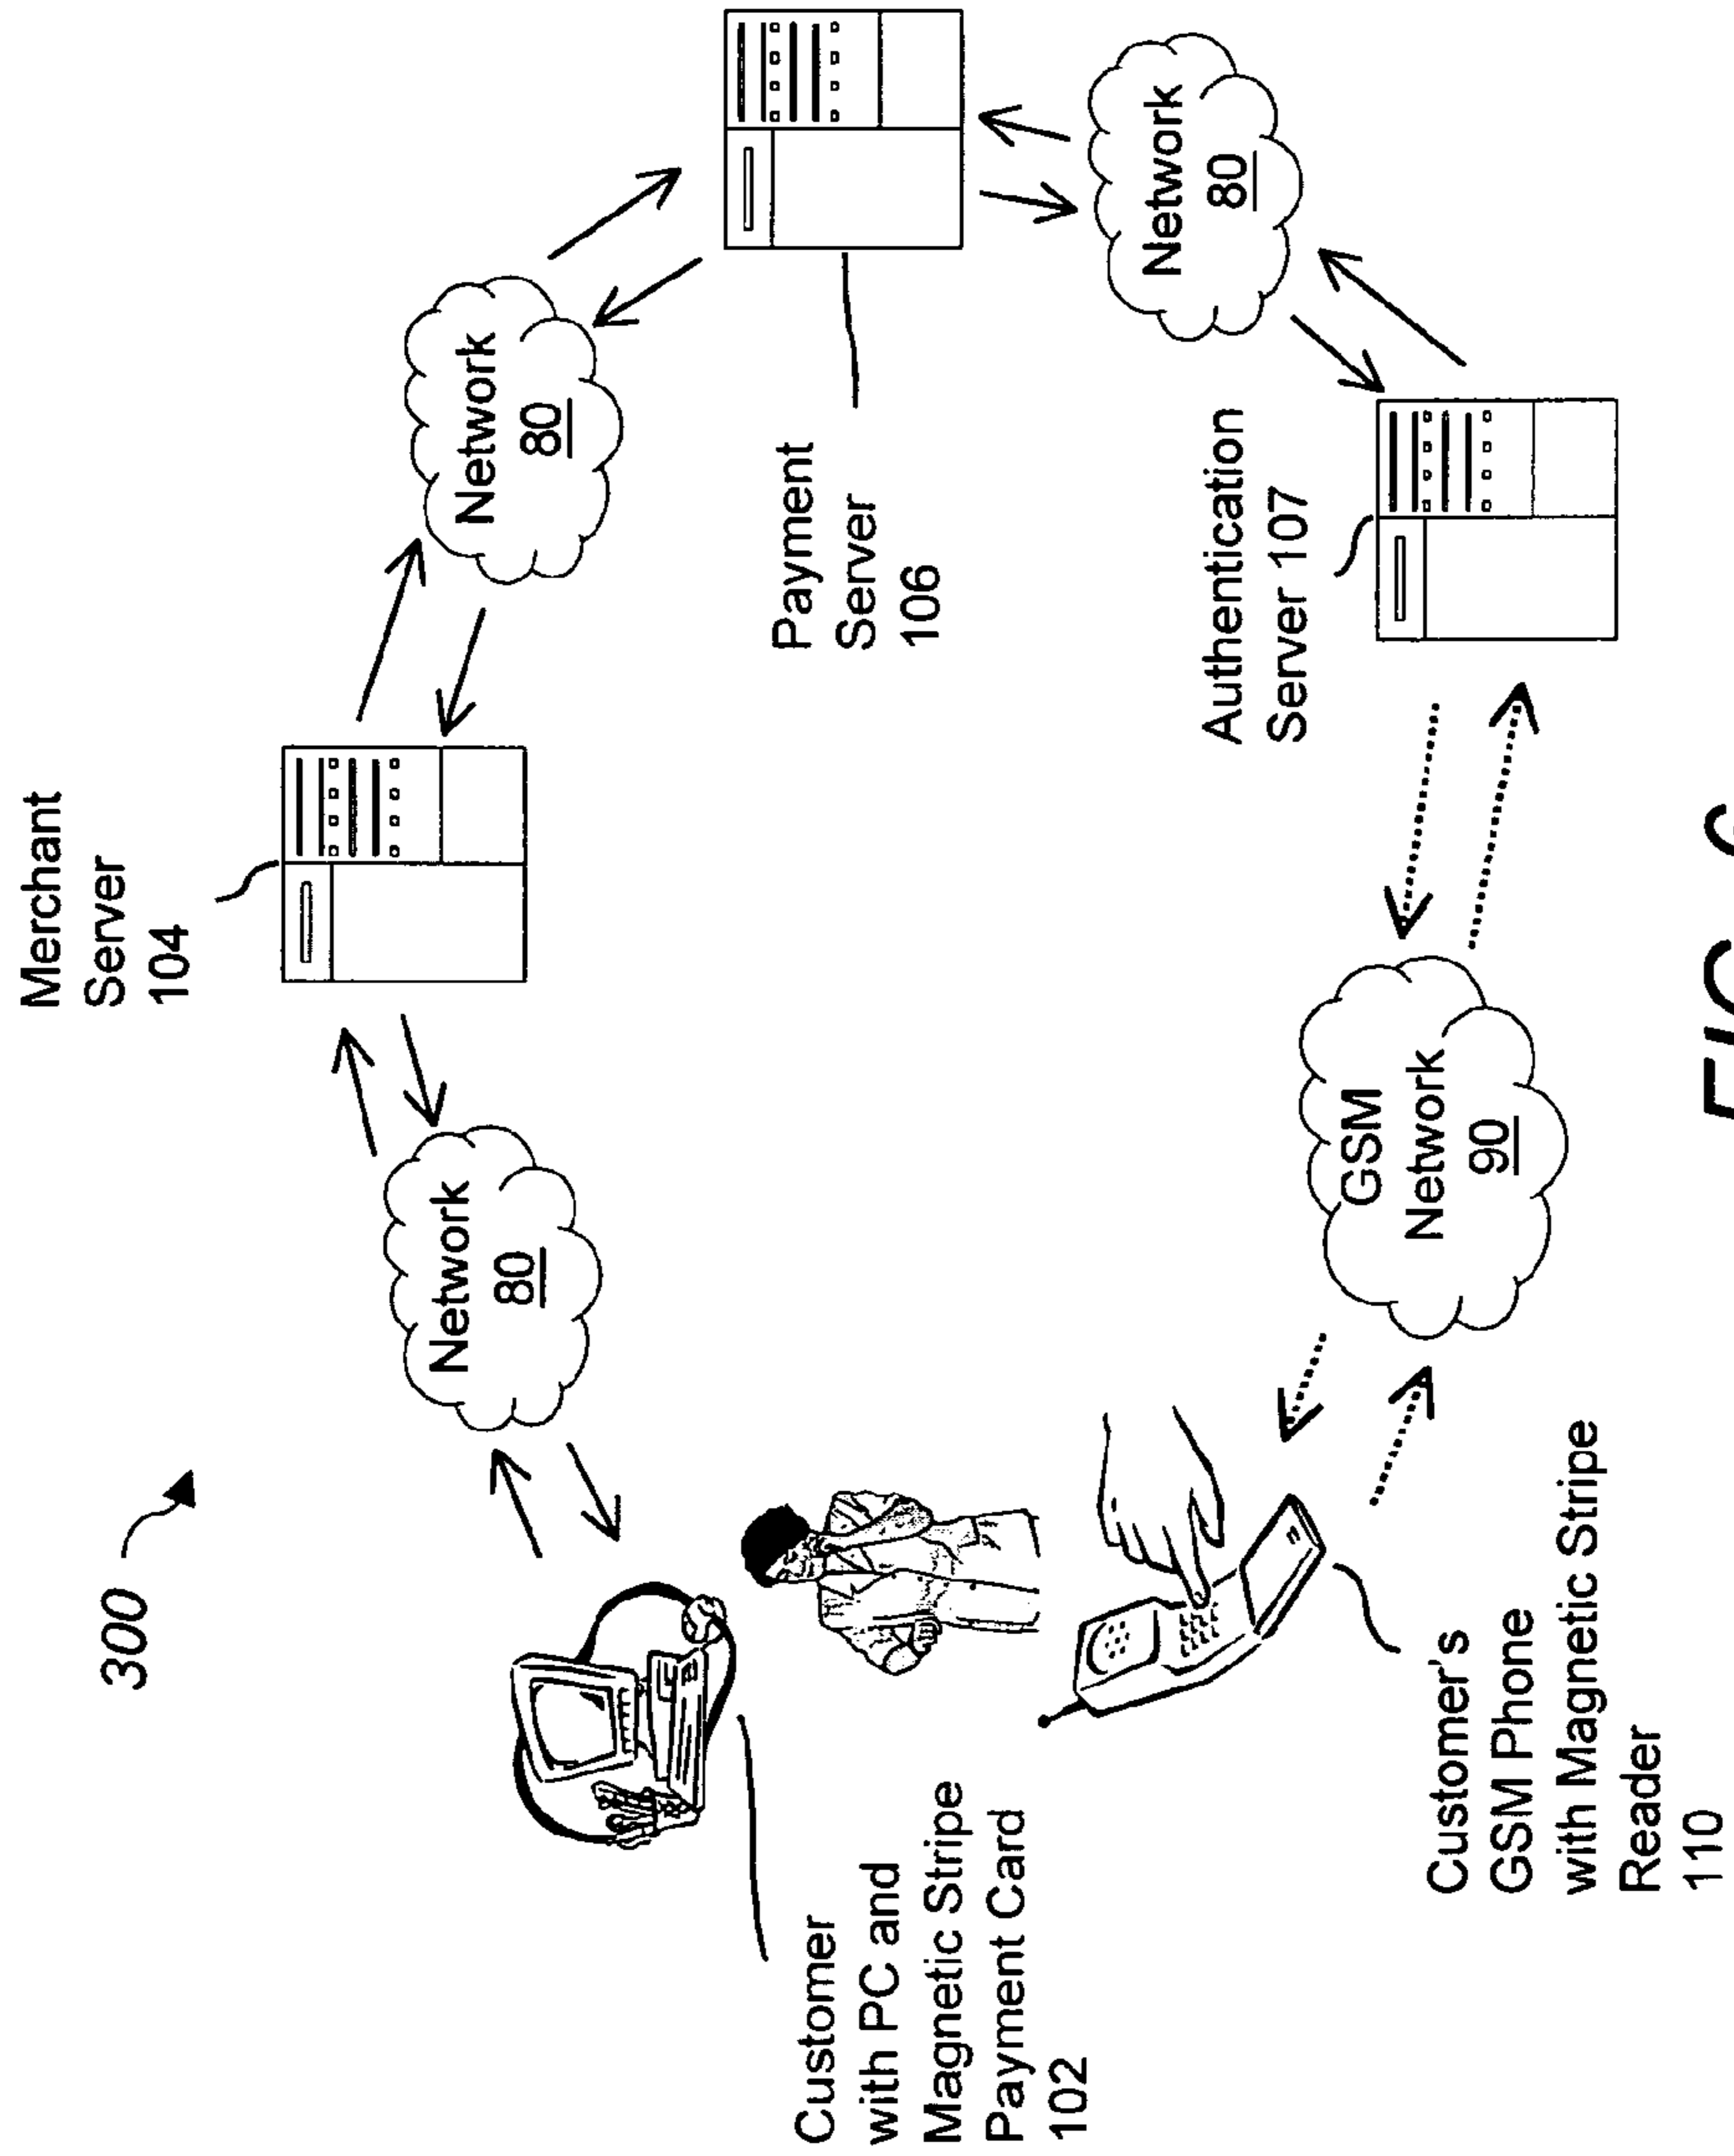 300
Merchant
Server
104
Network
80
Network
80
Customer
with PC and
Magnetic Stripe
Payment Card
102
Payment
Server
106
Network
80
Authentication
Server 107
GSM
Network
90
Customer's
GSM Phone
with Magnetic Stripe
Reader
110